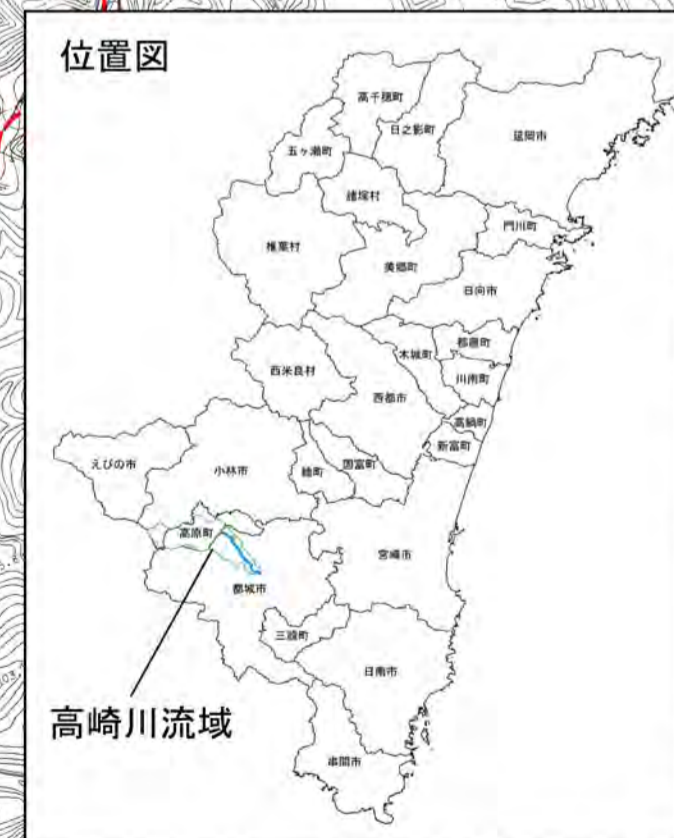 位置図
高千穂町
日之影町
延岡市
五ヶ瀬町
諸塚村
門川町
椎葉村
美郷町
日向市
木城町
都農町
西米良村
川南町
西都市
高鍋町
新富町
えびの市
小林市
綾町
国富町
高原町
宮崎市
都城市
三股町
日南市
高崎川流域
串間市